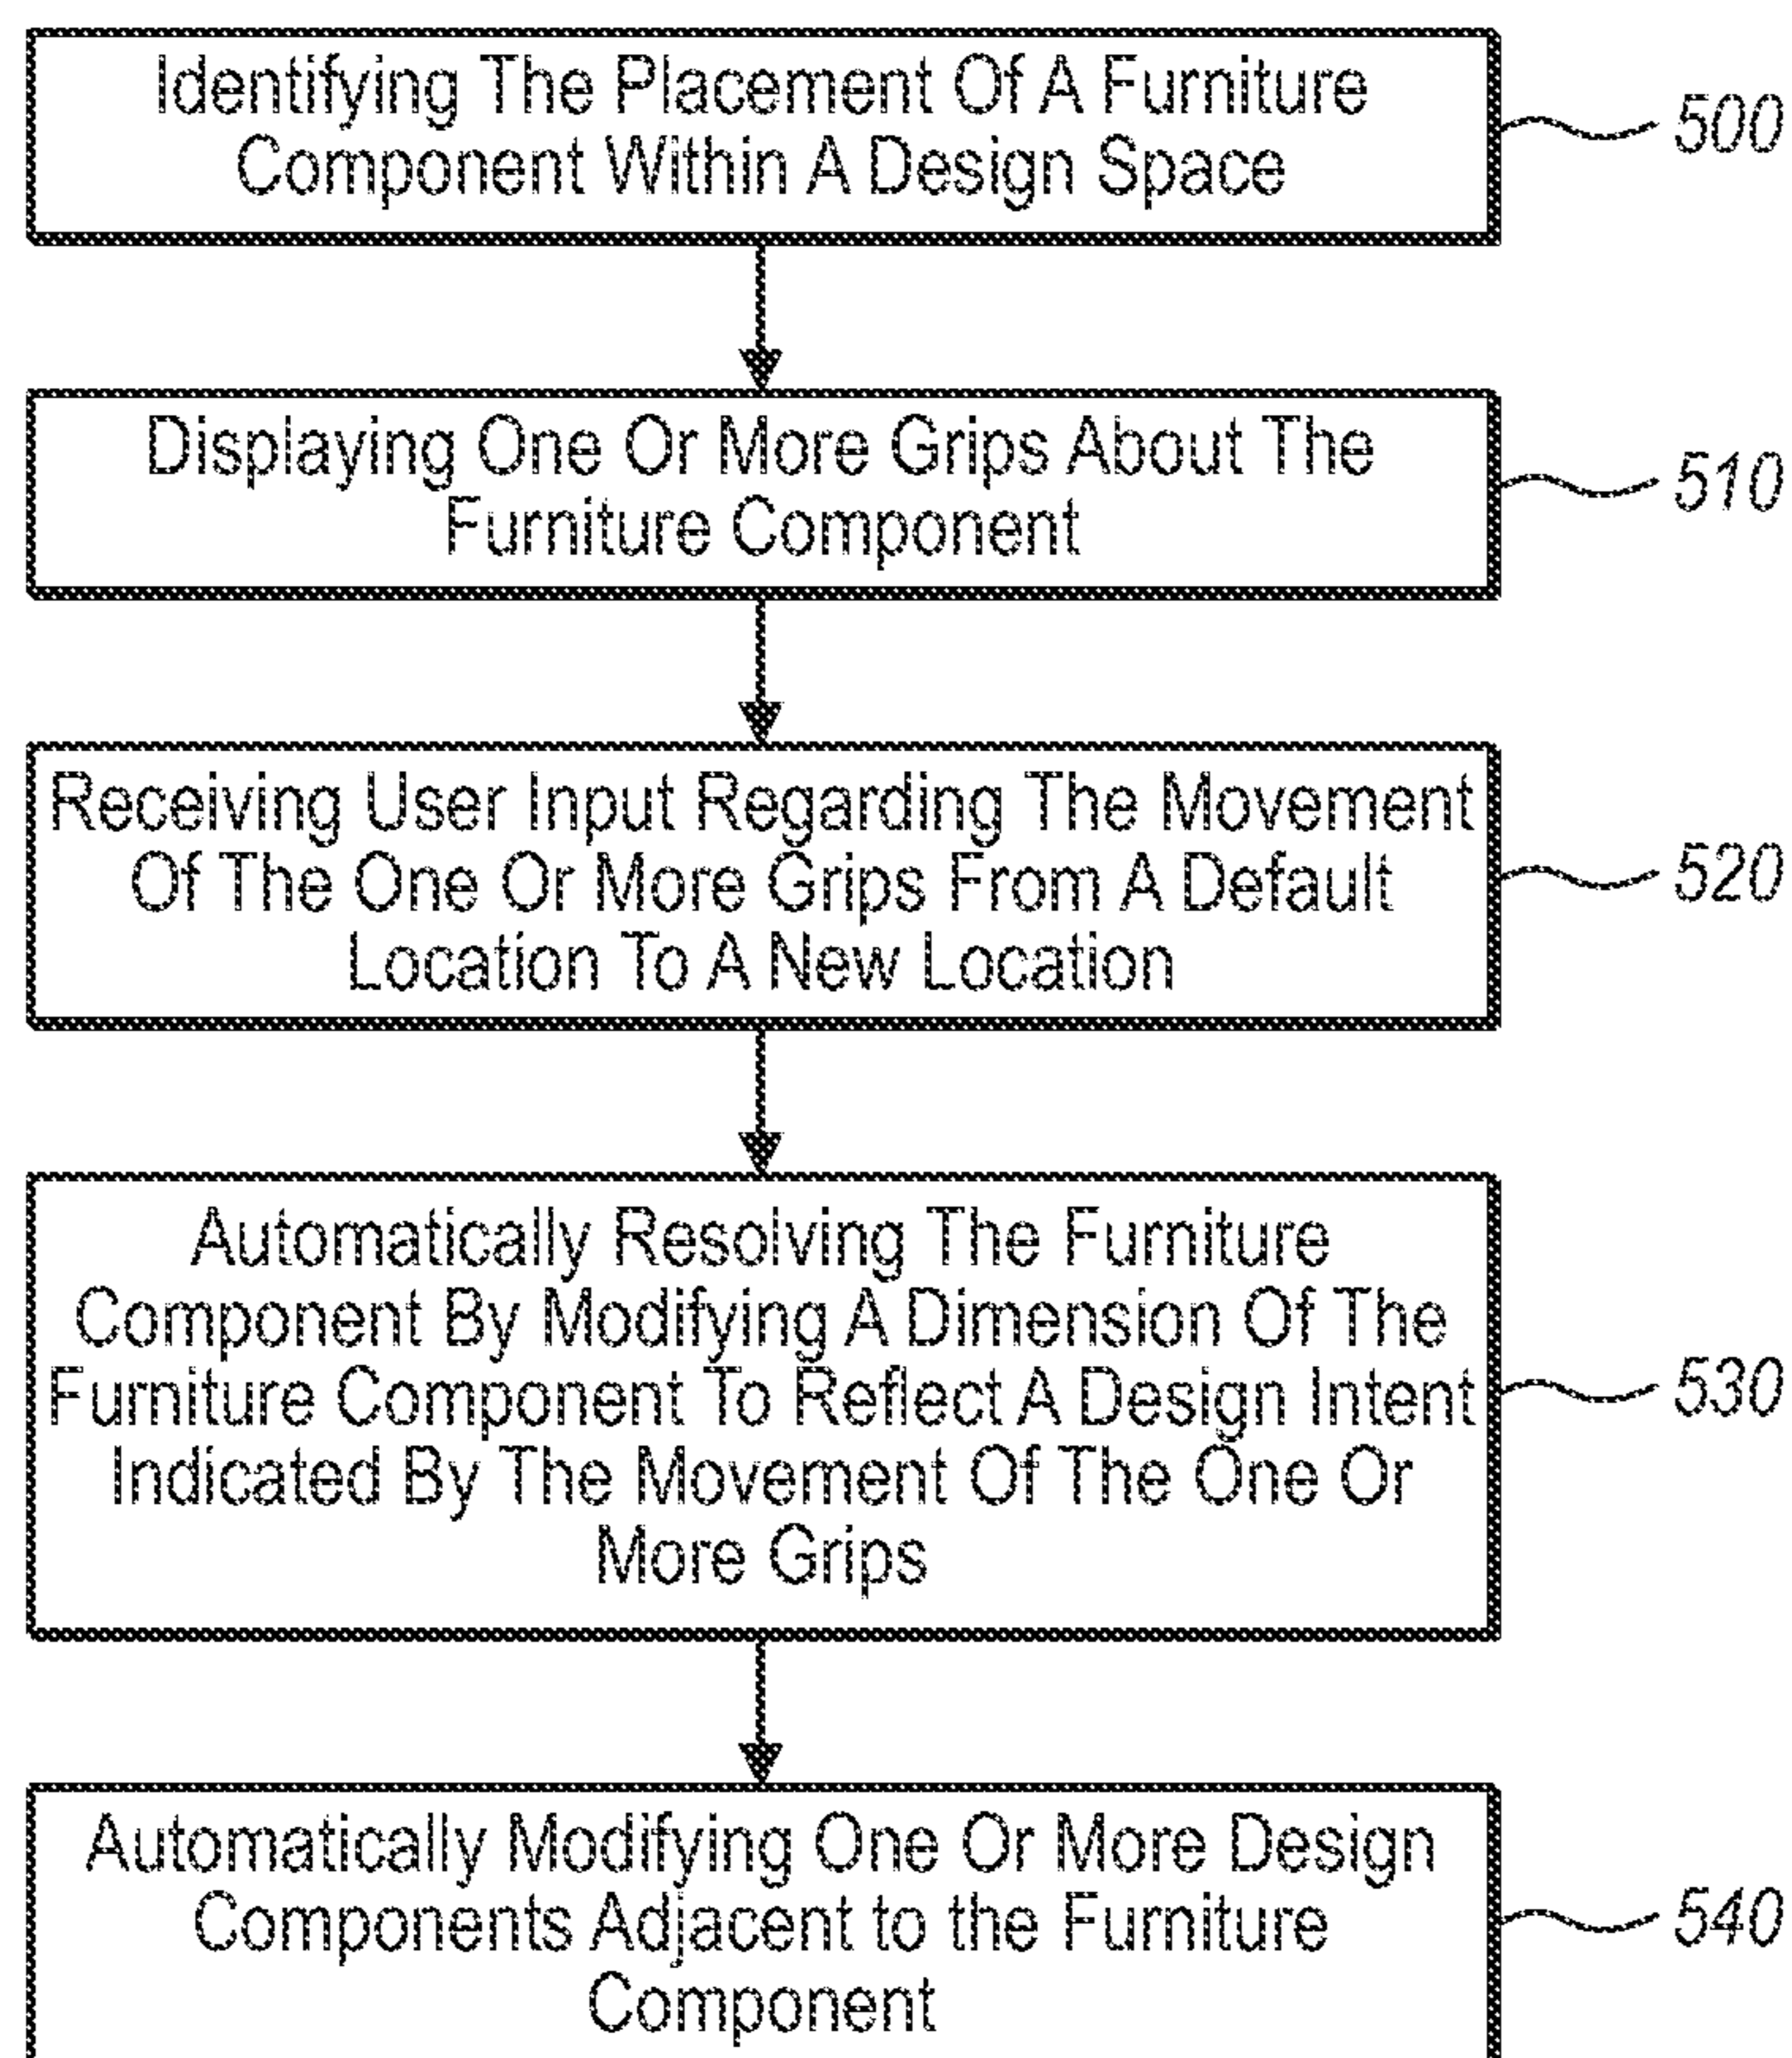 Identifying The Placement Of A Furniture
Component Within A Design Space
500
Displaying One Or More Grips About The
Furniture Component
510
Receiving User Input Regarding The Movement
Of The One Or More Grips From A Default
Location To A New Location
520
Automatically Resolving The Furniture
Component By Modifying A Dimension Of The
Furniture Component To Reflect A Design Intent
Indicated By The Movement Of The One Or
More Grips
530
Automatically Modifying One Or More Design
Components Adjacent to the Furniture
Component
540